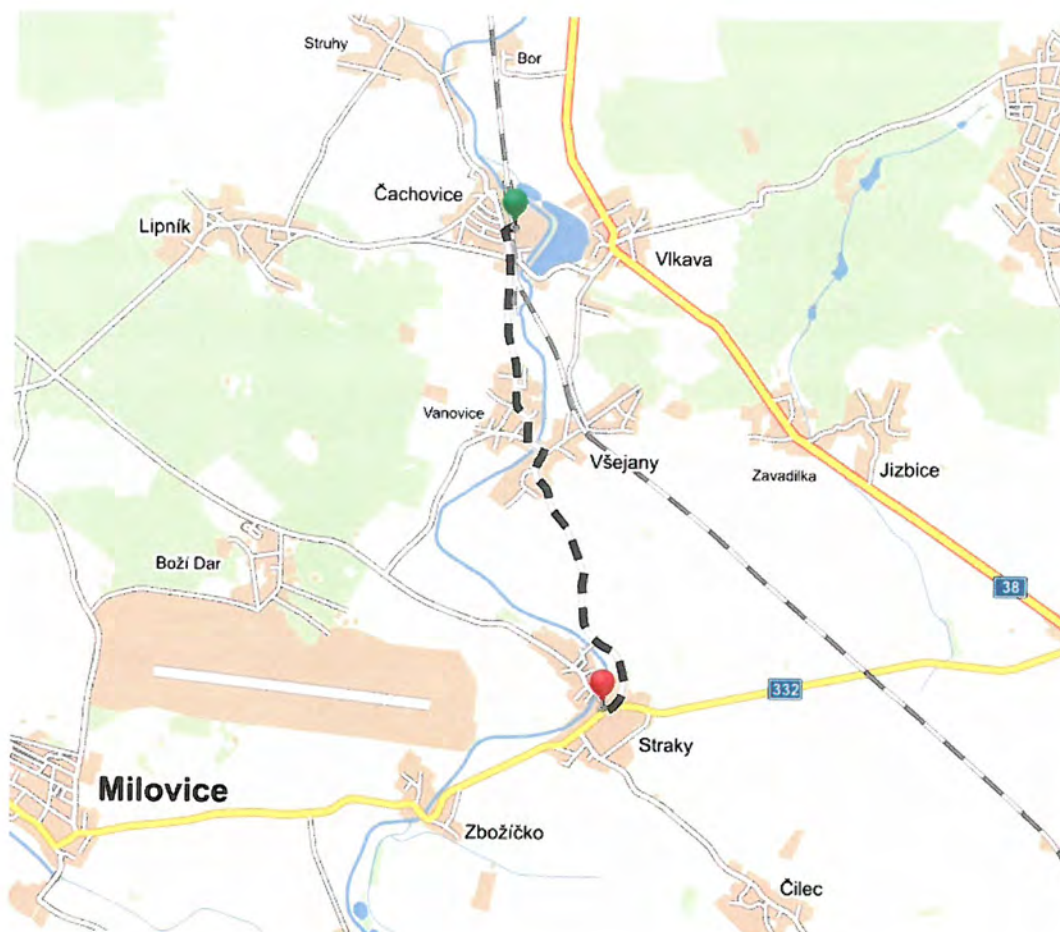 Struhy
Bor
Čachovice
Lipník
Vlkava
Vanovice
Všejany
Zavadilka
Jizbice
Boží Dar
38
332
Straky
Milovice
Zbožíčko
Čilec